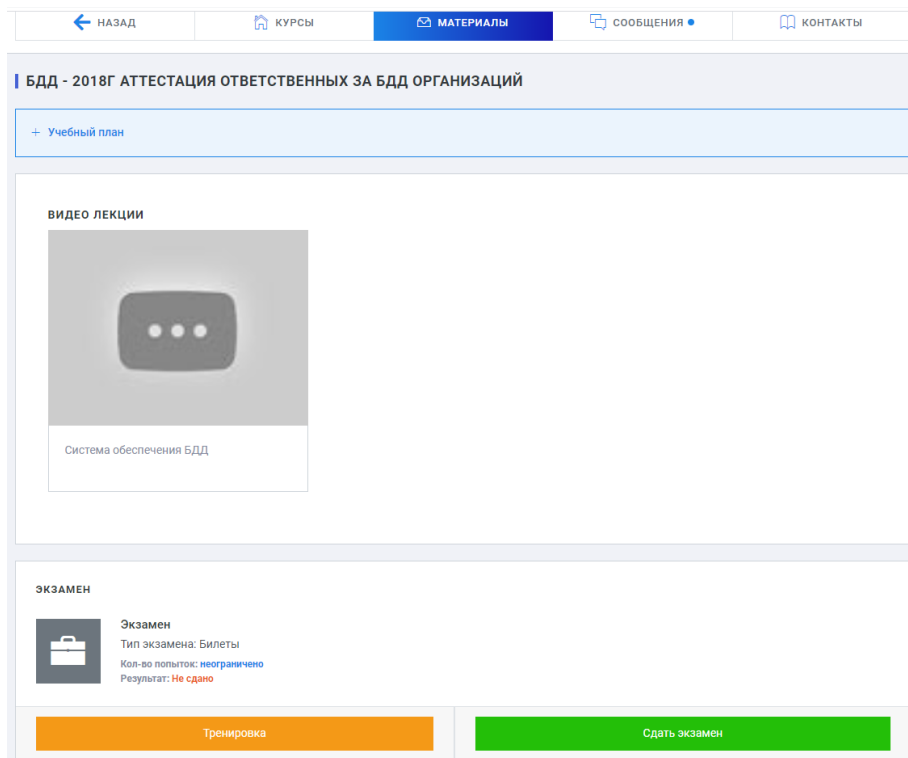 НАЗАД
КУРСЫ
МАТЕРИАЛЫ
СООБЩЕНИЯ
КОНТАКТЫ
БДД - 2018Г АТТЕСТАЦИЯ ОТВЕТСТВЕННЫХ ЗА БДД ОРГАНИЗАЦИЙ
+ Учебный план
ВИДЕО ЛЕКЦИИ
Система обеспечения БДД
ЭКЗАМЕН
Экзамен
Тип экзамена: Билеты
Кол-во попыток: неограничено
Результат: Не сдано
Тренировка
Сдать экзамен